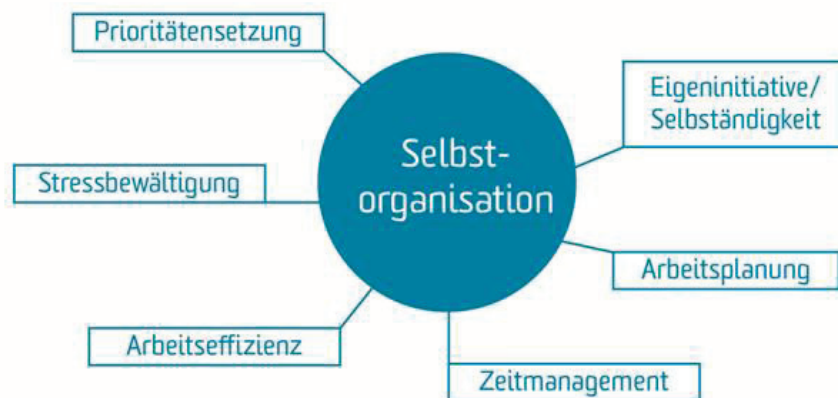 Prioritätensetzung
Eigeninitiative/
Selbständigkeit
Selbst-
organisation
Stressbewältigung
Arbeitsplanung
Arbeitseffizienz
Zeitmanagement